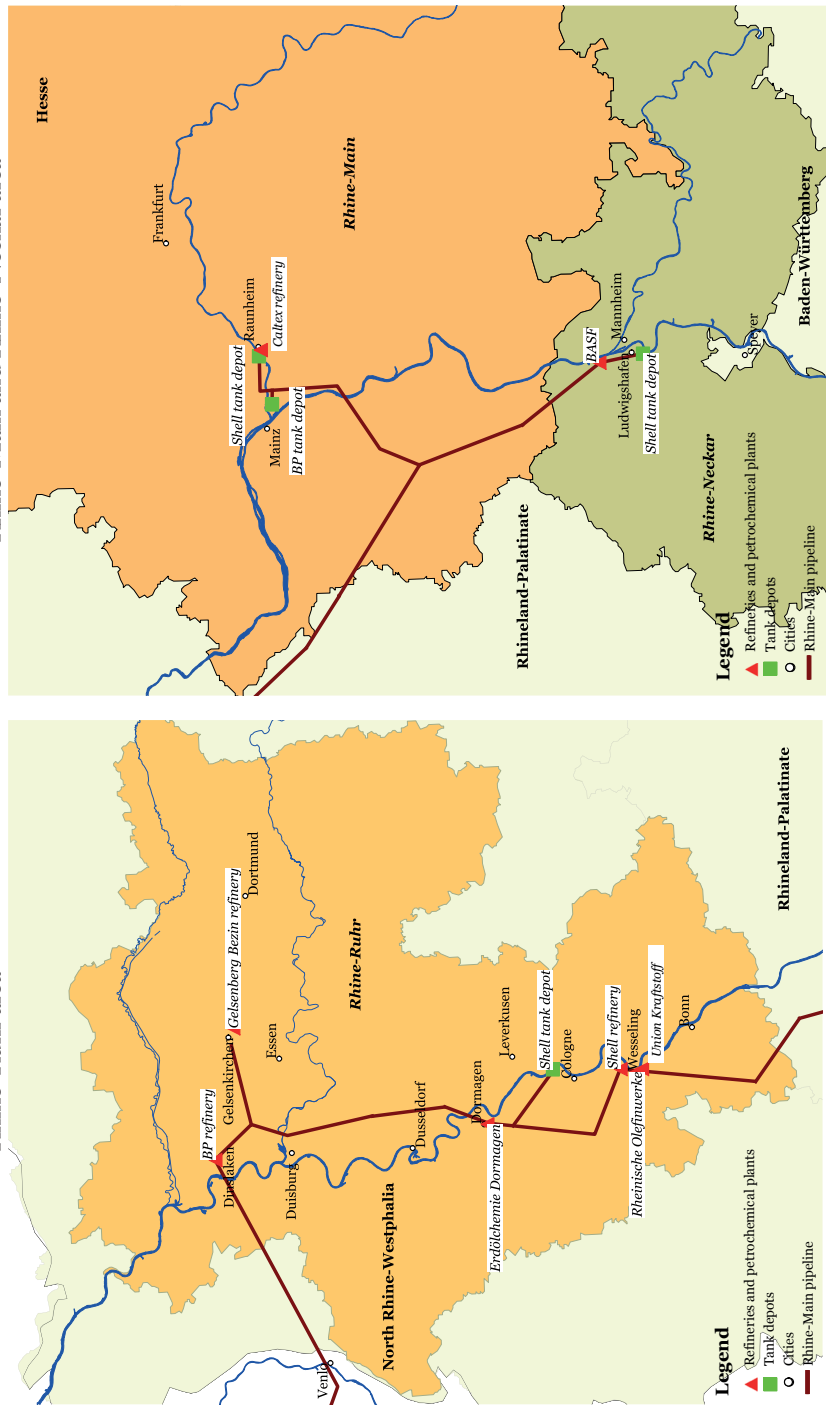 Hesse
Frankfurt
Rhine-Main
Raunheim
Caltex refinery
Shell tank depot
Mainz
BP tank depot
BASF
Mannheim
Ludwigshafen
Shell tank depot
Speyer
Baden-Württemberg
Rhine-Neckar
Rhineland-Palatinate
Legend
Refineries and petrochemical plants
Tank depots
Cities
Rhine-Main pipeline
Dortmund
Gelsenberg Bezin refinery
Gelsenkirchen
Essen
BP refinery
Dinslaken
Duisburg
Rhine-Ruhr
Dusseldorf
North Rhine-Westphalia
Venlo
Dormagen
Erdölchemie Dormagen
Leverkusen
Shell tank depot
Cologne
Shell refinery
Wesseling
Rheinische Olefinwerke
Union Kraftstoff
Bonn
Rhineland-Palatinate
Legend
Refineries and petrochemical plants
Tank depots
Cities
Rhine-Main pipeline